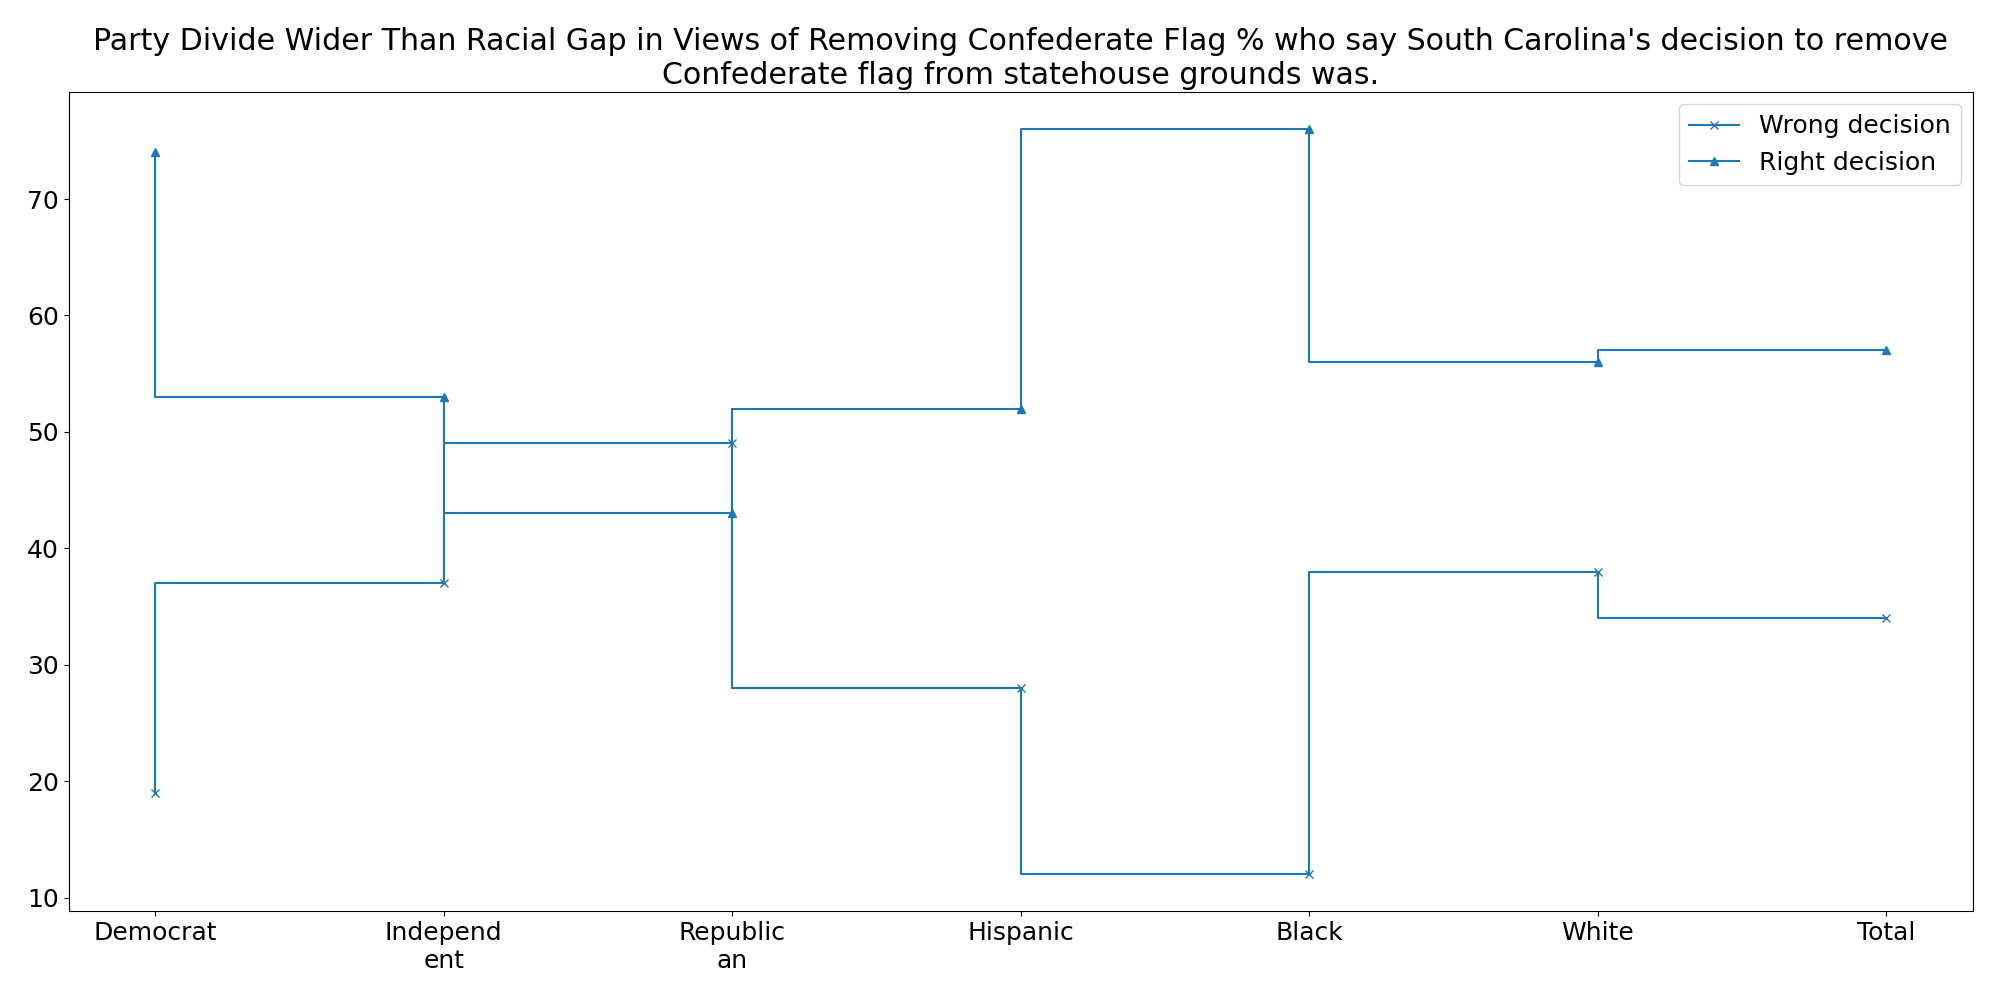 Party Divide Wider Than Racial Gap in Views of Removing Confederate Flag % who say South Carolina's decision to remove
Confederate flag from statehouse grounds was.
Wrong decision
Right decision
70
60
50
40
30
20
10
Democrat
Independ
ent
Republic
an
Hispanic
Black
White
Total